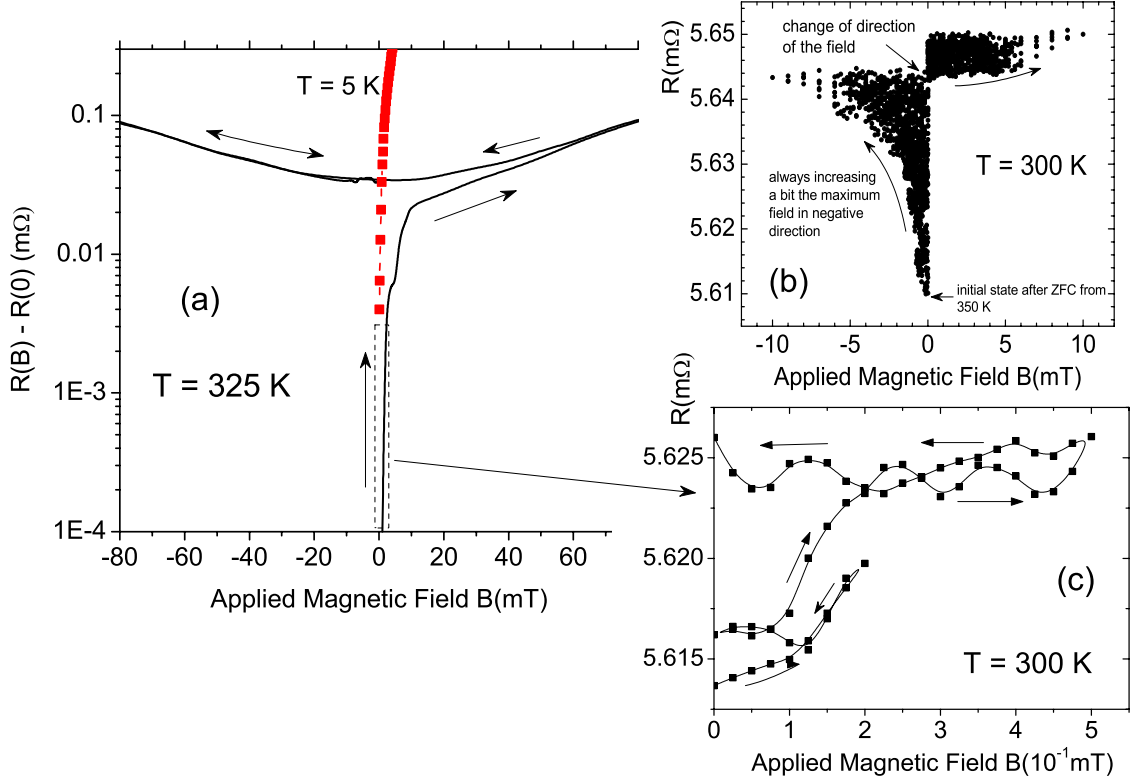 T = 5 K
(a)
T = 325 K
R(B) - R(0) (mΩ)
0.1
0.01
1E-3
1E-4
-80 -60 -40 -20 0 20 40 60
Applied Magnetic Field B(mT)
(b)
R(mΩ)
5.65
5.64
5.63
5.62
5.61
change of direction
of the field
T = 300 K
always increasing
a bit the maximum
field in negative
direction
initial state after ZFC from
350 K
-10 -5 0 5 10
Applied Magnetic Field B(mT)
R(mΩ)
5.625
5.620
5.615
(c)
T = 300 K
0 1 2 3 4 5
Applied Magnetic Field B(10⁻¹mT)